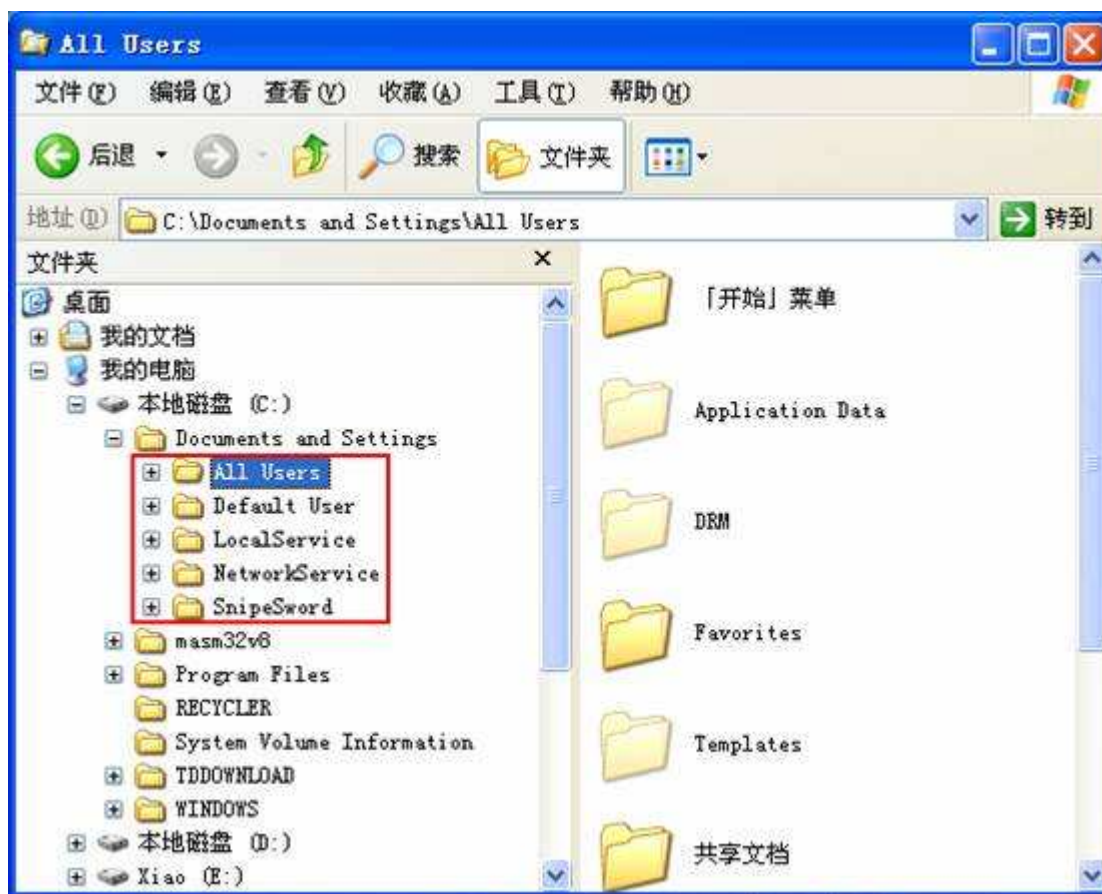 All Users
文件(F) 编辑(E) 查看(V) 收藏(A) 工具(T) 帮助(H)
后退 搜索 文件夹
地址(D) C:\Documents and Settings\All Users 转到
文件夹
桌面
我的文档
我的电脑
本地磁盘 (C:)
Documents and Settings
All Users
Default User
LocalService
NetworkService
SnipeSword
masm32v8
Program Files
RECYCLER
System Volume Information
TDDOWNLOAD
WINDOWS
本地磁盘 (D:)
Xiao (E:)
「开始」菜单
Application Data
DRM
Favorites
Templates
共享文档